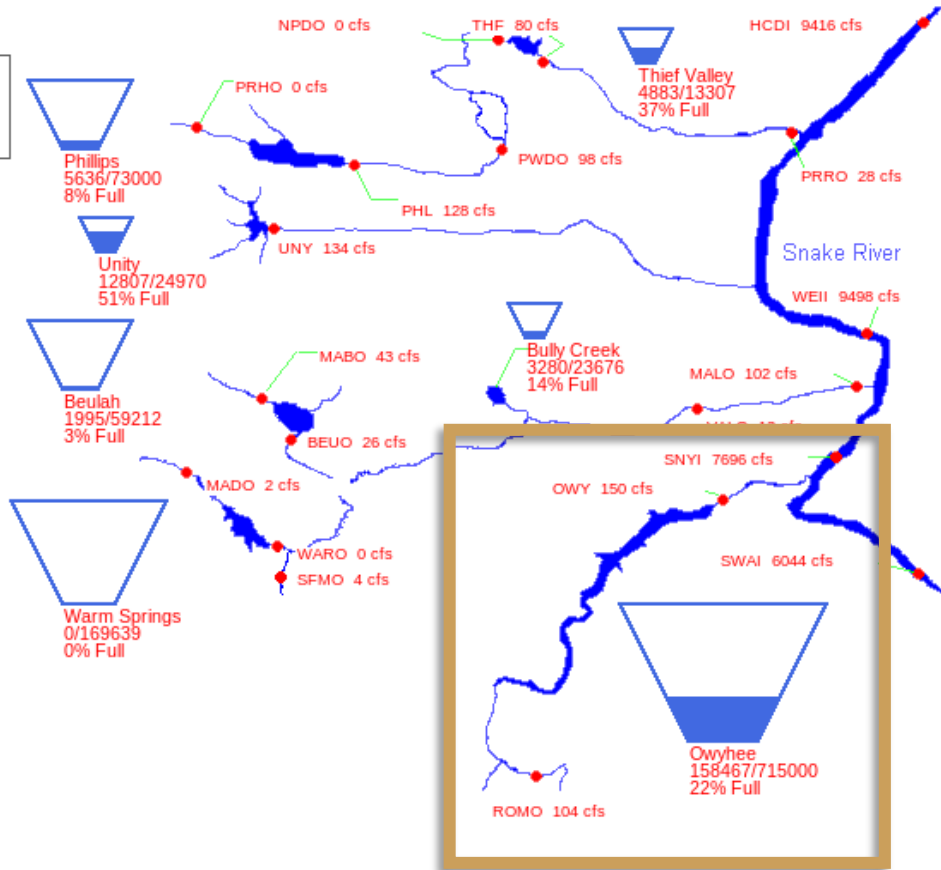 NPDO 0 cfs
THF 80 cfs
HCDI 9416 cfs
Thief Valley
4883/13307
37% Full
PRHO 0 cfs
Phillips
5636/73000
8% Full
PWDO 98 cfs
PRRO 28 cfs
PHL 128 cfs
UNY 134 cfs
Snake River
Unity
12807/24970
51% Full
WEII 9498 cfs
MABO 43 cfs
Bully Creek
3280/23676
14% Full
MALO 102 cfs
Beulah
1995/59212
3% Full
BEUO 26 cfs
SNYI 7696 cfs
MADO 2 cfs
OWY 150 cfs
WARO 0 cfs
SFMO 4 cfs
SWAI 6044 cfs
Warm Springs
0/169639
0% Full
Owyhee
158467/715000
22% Full
ROMO 104 cfs